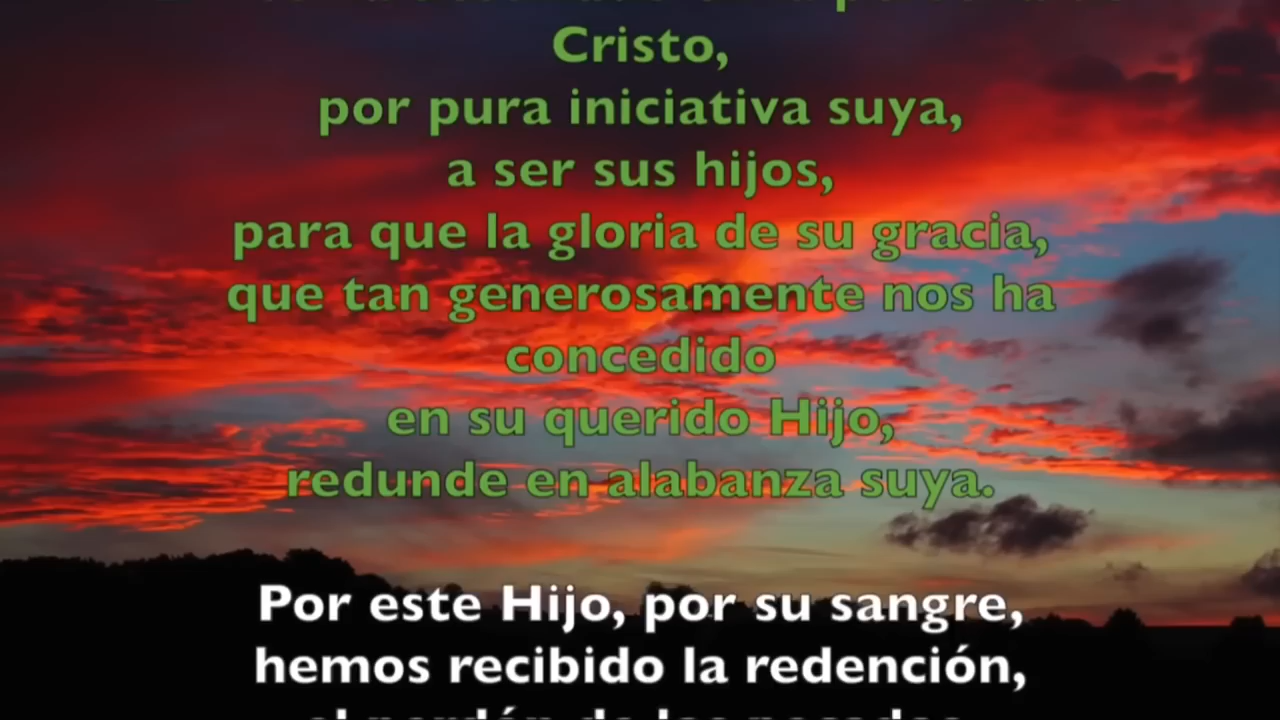 Cristo,
por pura iniciativa suya,
a ser sus hijos,
para que la gloria de su gracia,
que tan generosamente nos ha
concedido
en su querido Hijo,
redunde en alabanza suya.
Por este Hijo, por su sangre,
hemos recibido la redención,